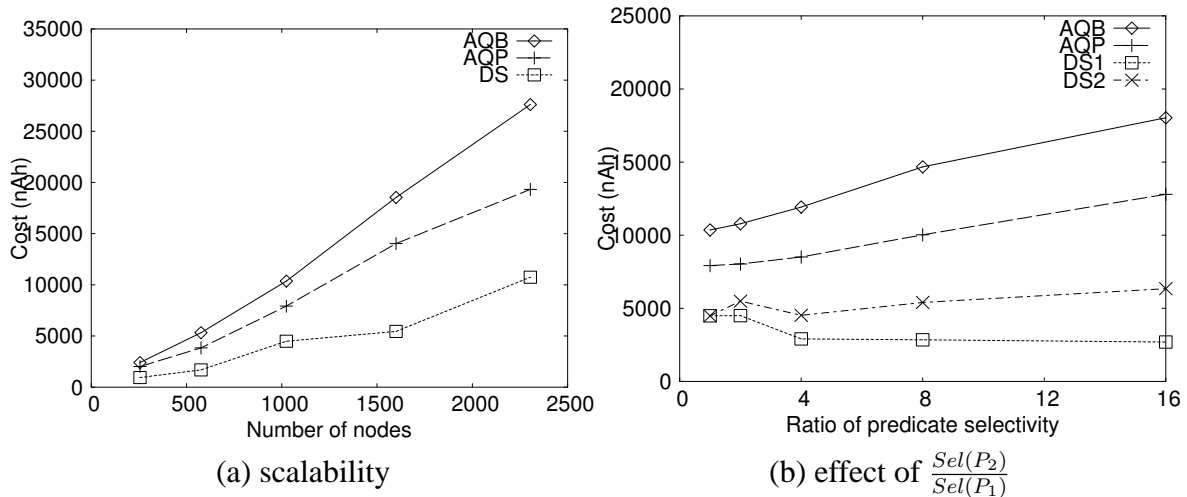 35000
30000
25000
20000
15000
10000
5000
0
Cost (nAh)
AQB
AQP
DS
0 500 1000 1500 2000 2500
Number of nodes
(a) scalability
25000
20000
15000
10000
5000
0
Cost (nAh)
AQB
AQP
DS1
DS2
0 4 8 12 16
Ratio of predicate selectivity
(b) effect of Sel(P2)/Sel(P1)